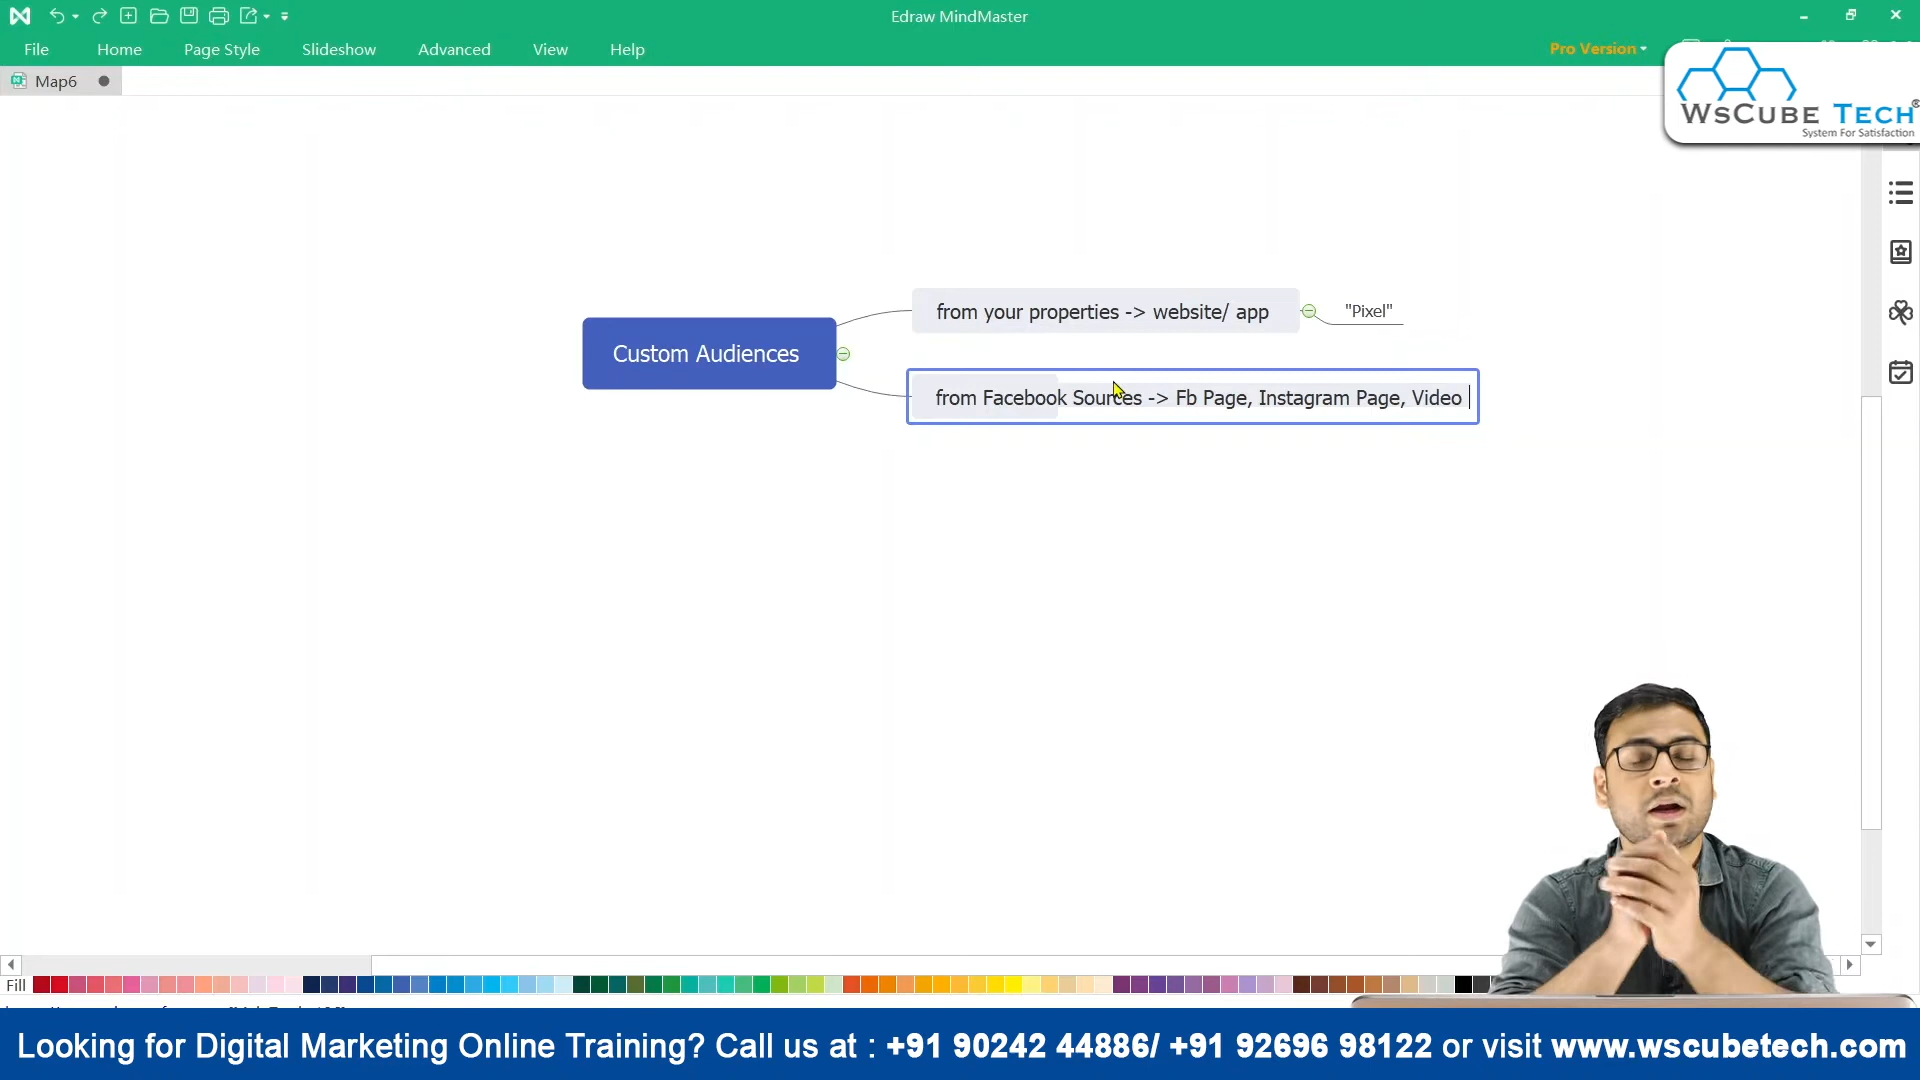 Edraw MindMaster
File Home Page Style Slideshow Advanced View Help
Pro Version
Map6
WsCube Tech®
System For Satisfaction
from your properties -> website/ app
"Pixel"
Custom Audiences
from Facebook Sources -> Fb Page, Instagram Page, Video
Fill
Looking for Digital Marketing Online Training? Call us at : +91 90242 44886/ +91 92696 98122 or visit www.wscubetech.com